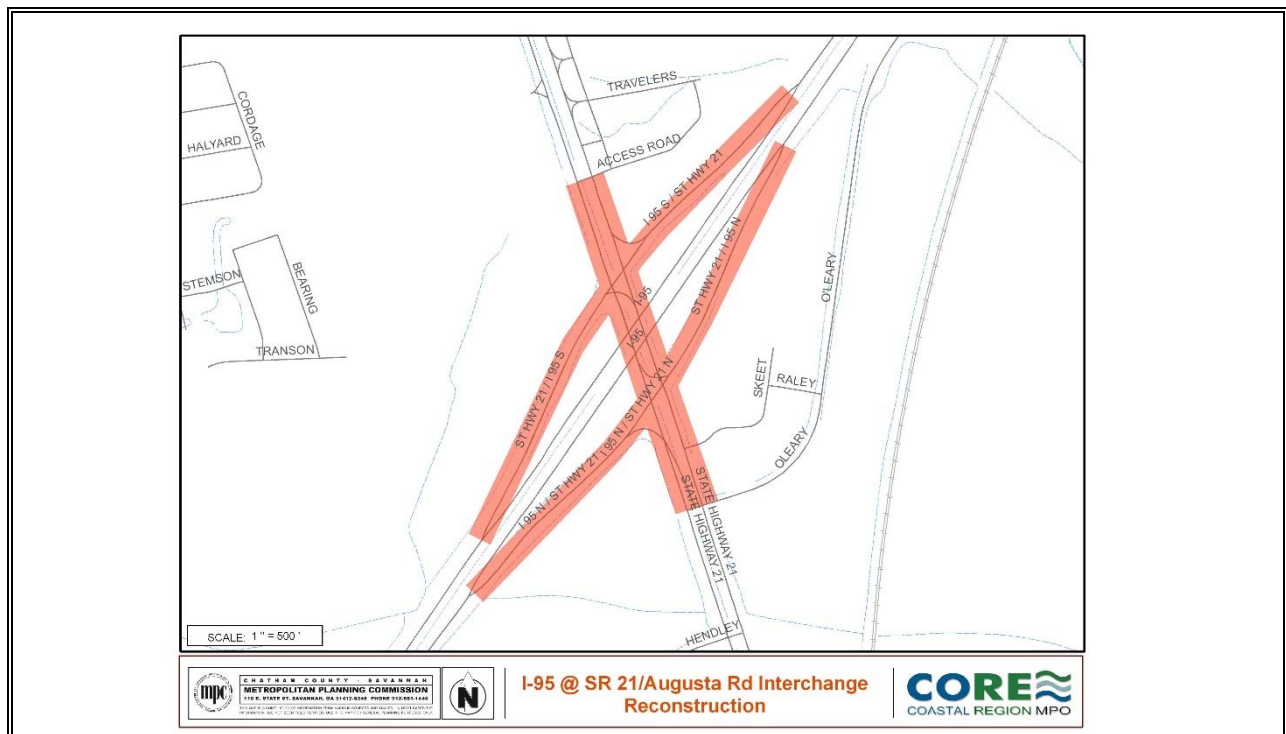 TRAVELERS
CORDAGE
HALYARD
ACCESS ROAD
I-95 S / ST HWY 21
STEMSON
BEARING
TRANSON
I-95
I-95
ST HWY 21 / I 95 N
O'LEARY
ST HWY 21 / I 95 S
SKEET
RALEY
I 95 N / ST HWY 21
I 95 N / ST HWY 21 N
OLEARY
STATE HIGHWAY 21
STATE HIGHWAY 21
HENDLEY
SCALE: 1 " = 500 '
mpc
CHATHAM COUNTY - SAVANNAH
METROPOLITAN PLANNING COMMISSION
N
I-95 @ SR 21/Augusta Rd Interchange
Reconstruction
CORE
COASTAL REGION MPO